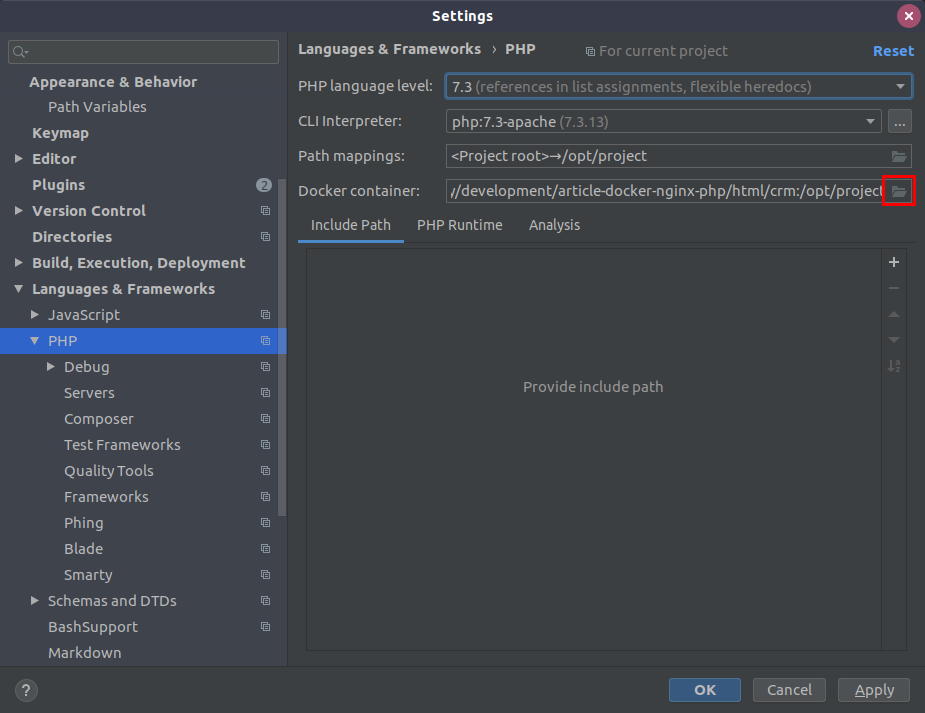 Settings
Appearance & Behavior
Path Variables
Keymap
Editor
Plugins 2
Version Control
Directories
Build, Execution, Deployment
Languages & Frameworks
JavaScript
PHP
Debug
Servers
Composer
Test Frameworks
Quality Tools
Frameworks
Phing
Blade
Smarty
Schemas and DTDs
BashSupport
Markdown
Languages & Frameworks › PHP For current project Reset
PHP language level: 7.3 (references in list assignments, flexible heredocs)
CLI Interpreter: php:7.3-apache (7.3.13) ...
Path mappings: <Project root>→/opt/project
Docker container: /development/article-docker-nginx-php/html/crm:/opt/project
Include Path PHP Runtime Analysis
Provide include path
? OK Cancel Apply